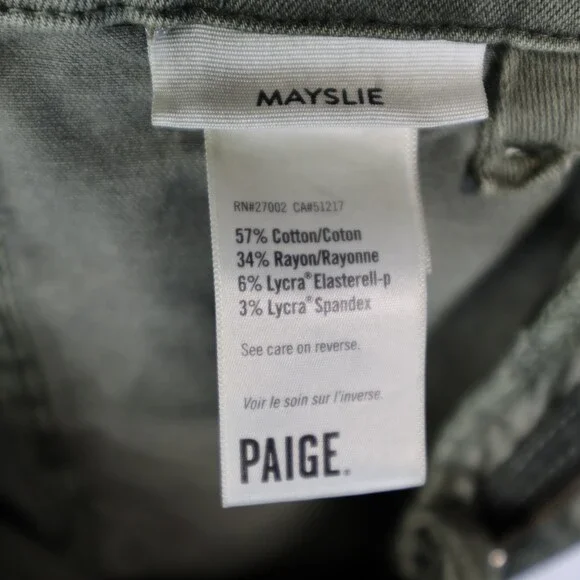 MAYSLIE
RN#27002 CA#51217
57% Cotton/Coton
34% Rayon/Rayonne
6% Lycra® Elasterell-p
3% Lycra® Spandex
See care on reverse.
Voir le soin sur l'inverse.
PAIGE.